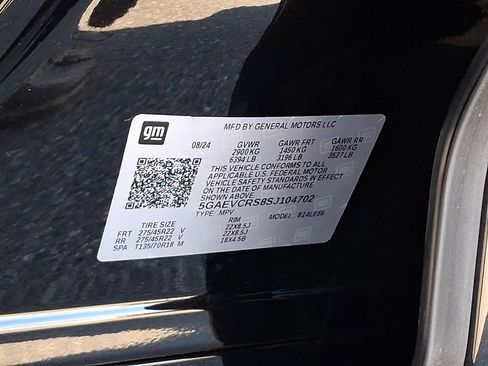 gm
MFD BY GENERAL MOTORS LLC
08/24 GVWR GAWR FRT GAWR RR
2900 KG 1450 KG 1600 KG
6394 LB 3196 LB 3527 LB
THIS VEHICLE CONFORMS TO ALL
APPLICABLE U.S. FEDERAL MOTOR
VEHICLE SAFETY STANDARDS IN EFFECT
ON THE DATE OF MANUFACTURE
SHOWN ABOVE.
5GAEVCRS8SJ104702
TYPE: MPV MODEL: 824LE56
TIRE SIZE RIM
FRT 275/45R22 V 22X8.5J
RR 275/45R22 V 22X8.5J
SPA T135/70R18 M 18X4.5B